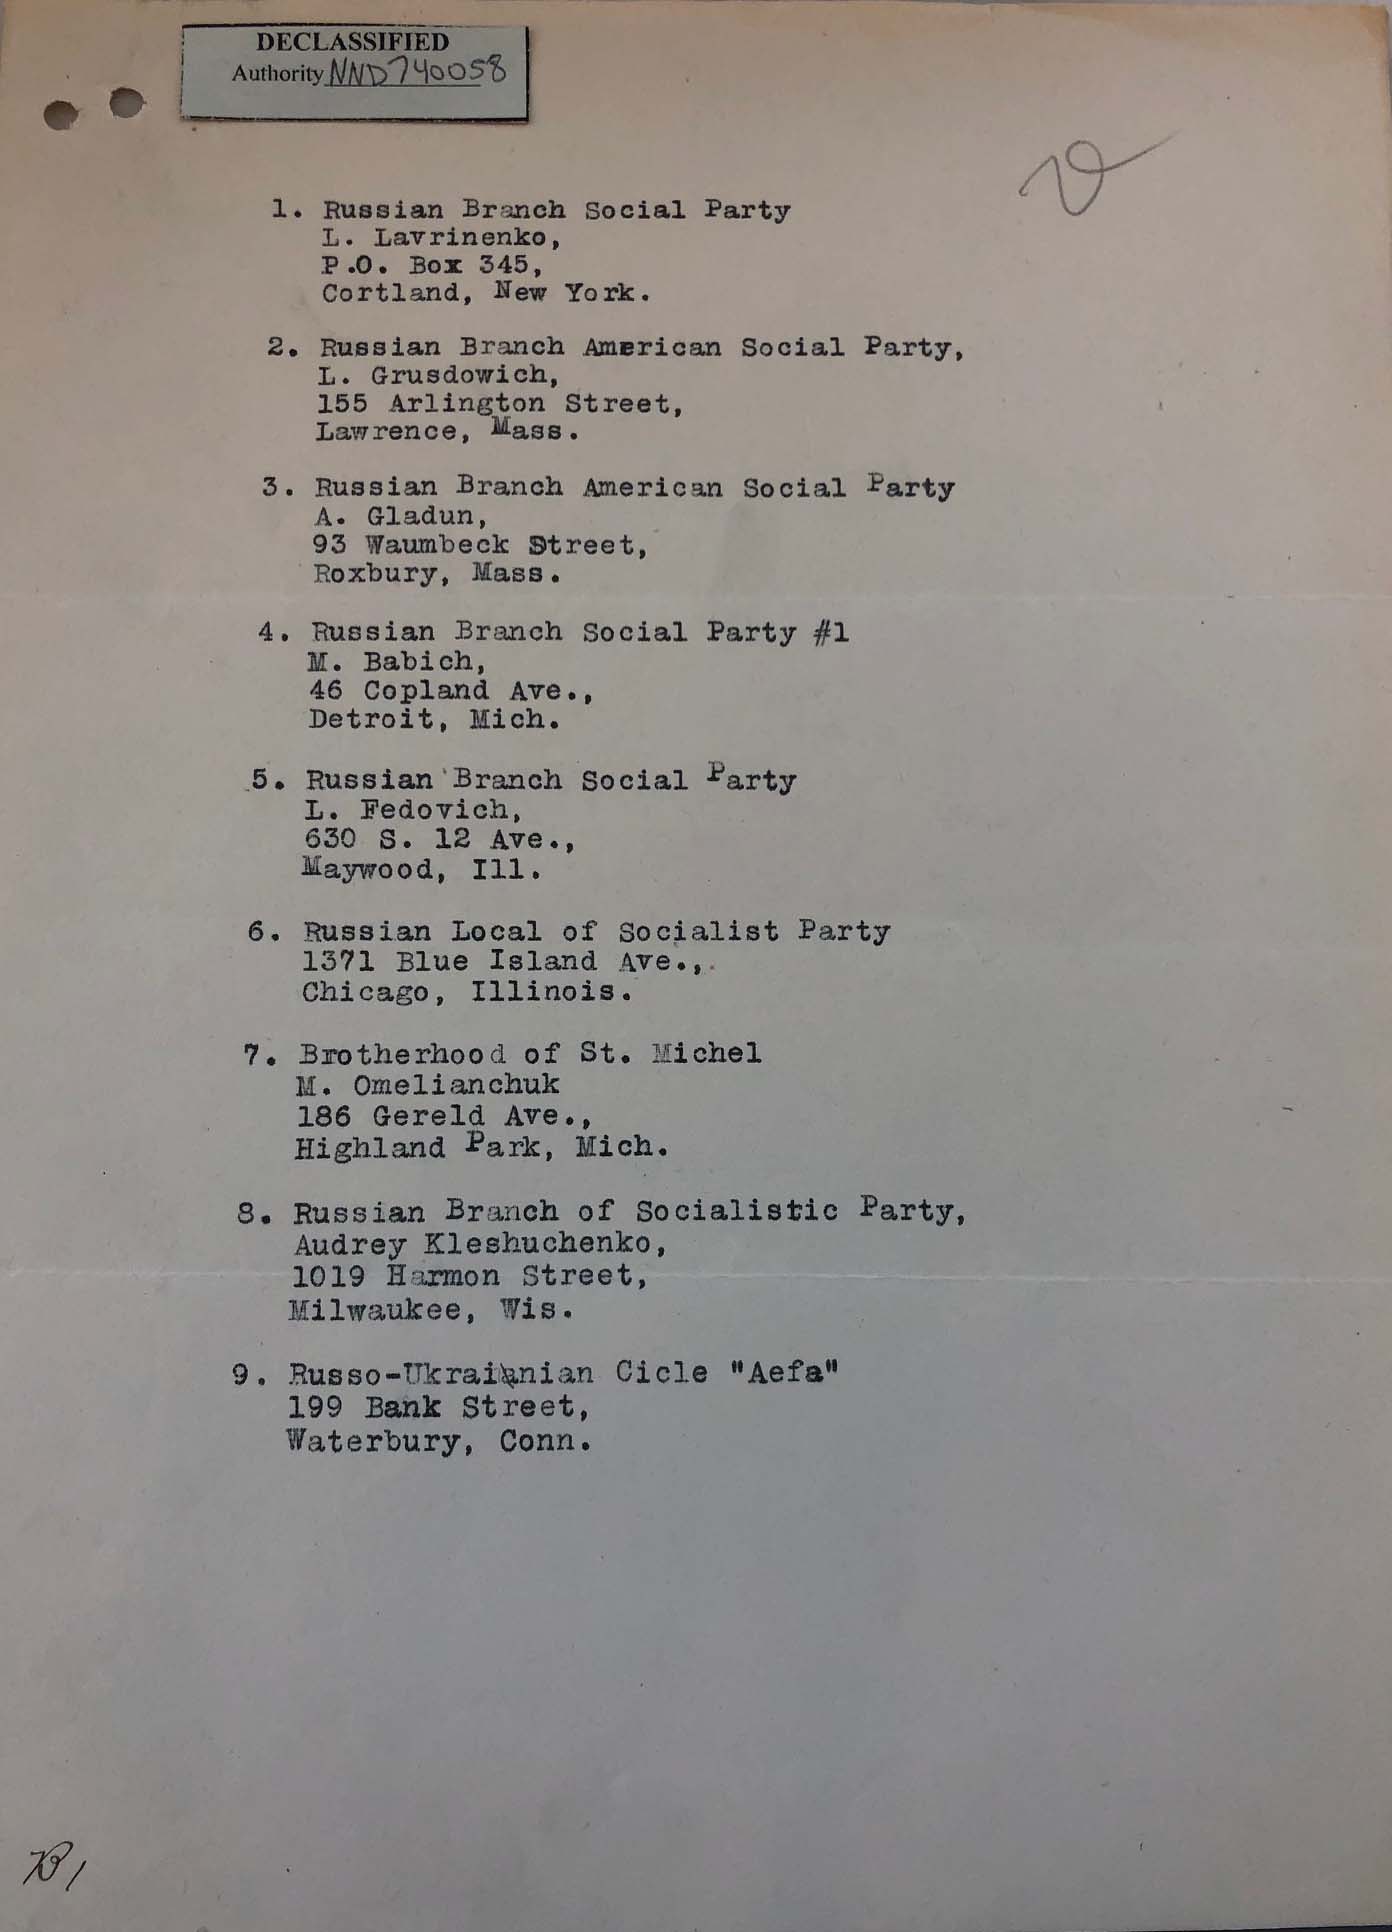 DECLASSIFIED
Authority NND740058
1. Russian Branch Social Party
L. Lavrinenko,
P.O. Box 345,
Cortland, New York.
2. Russian Branch American Social Party,
L. Grusdowich,
155 Arlington Street,
Lawrence, Mass.
3. Russian Branch American Social Party
A. Gladun,
93 Waumbeck Street,
Roxbury, Mass.
4. Russian Branch Social Party #1
M. Babich,
46 Copland Ave.,
Detroit, Mich.
5. Russian Branch Social Party
L. Fedovich,
630 S. 12 Ave.,
Maywood, Ill.
6. Russian Local of Socialist Party
1371 Blue Island Ave.,
Chicago, Illinois.
7. Brotherhood of St. Michel
M. Omelianchuk
186 Gereld Ave.,
Highland Park, Mich.
8. Russian Branch of Socialistic Party,
Audrey Kleshuchenko,
1019 Harmon Street,
Milwaukee, Wis.
9. Russo-Ukrainian Cicle "Aefa"
199 Bank Street,
Waterbury, Conn.